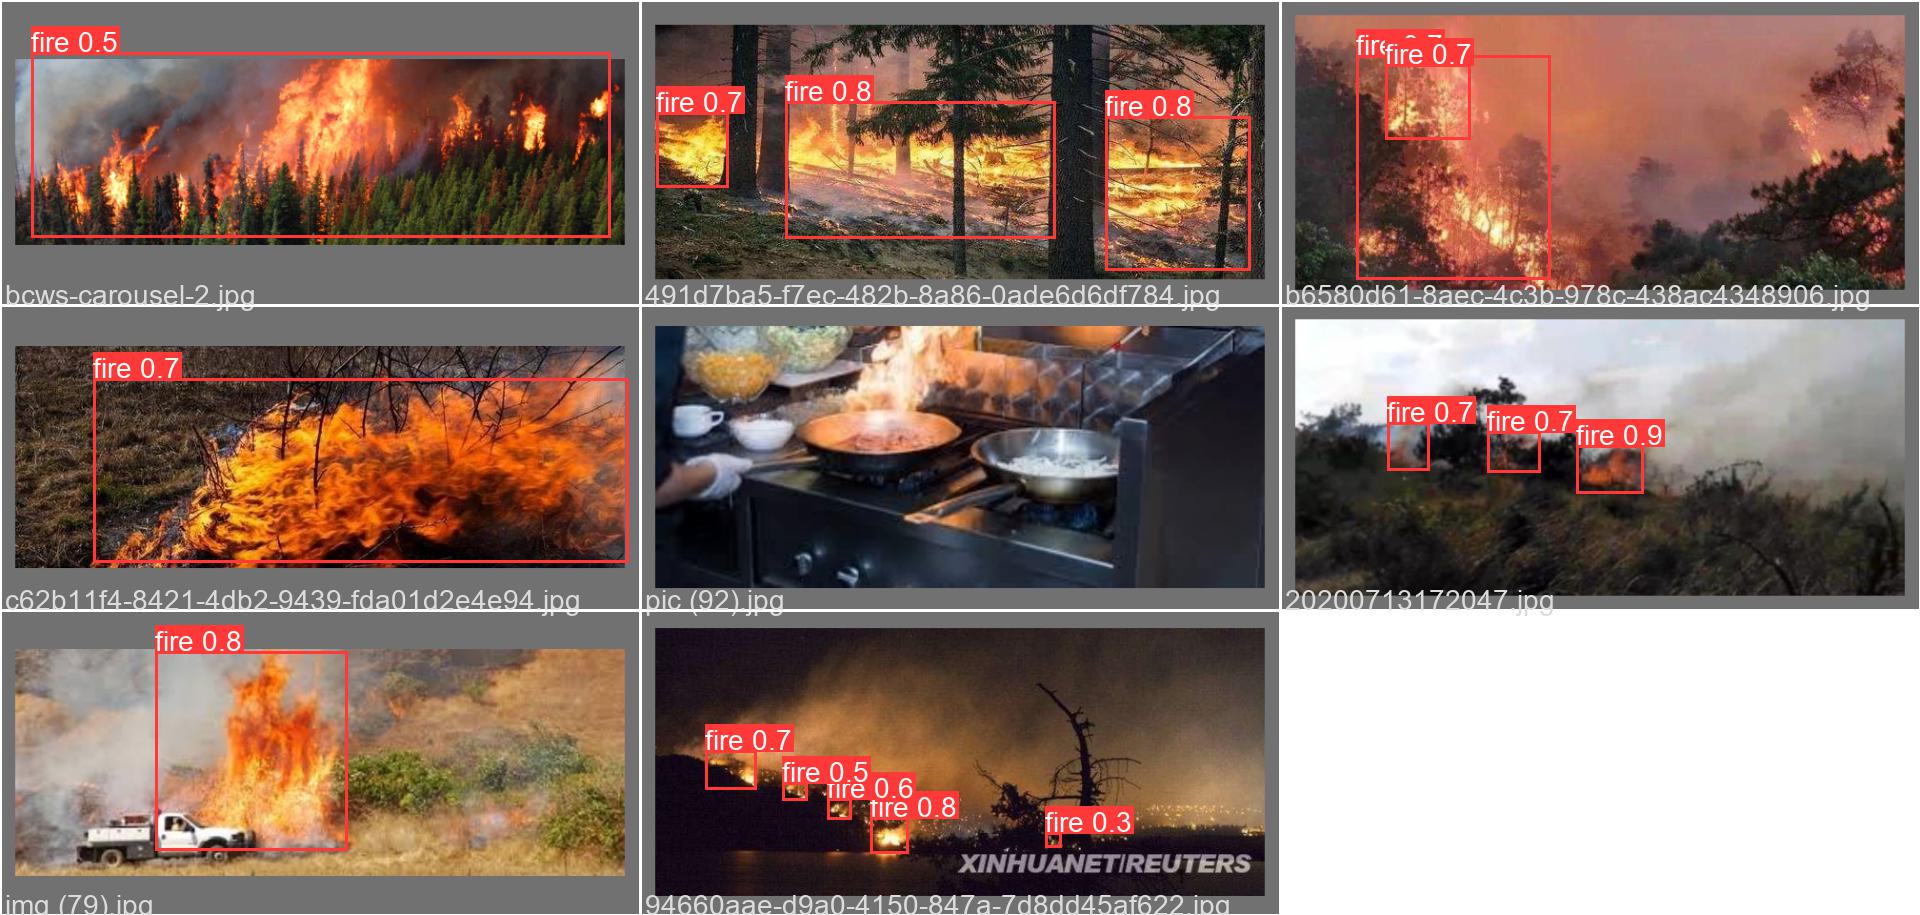 fire 0.5
bcws-carousel-2.jpg
fire 0.7
fire 0.8
fire 0.8
491d7ba5-f7ec-482b-8a86-0ade6d6df784.jpg
fire 0.7
fire 0.7
b6580d61-8aec-4c3b-978c-438ac4348906.jpg
fire 0.7
c62b11f4-8421-4db2-9439-fda01d2e4e94.jpg
pic (92).jpg
fire 0.7
fire 0.7
fire 0.9
20200713172047.jpg
fire 0.8
img (79).jpg
fire 0.7
fire 0.5
fire 0.6
fire 0.8
fire 0.3
XINHUANET/REUTERS
94660aae-d9a0-4150-847a-7d8dd45af622.jpg